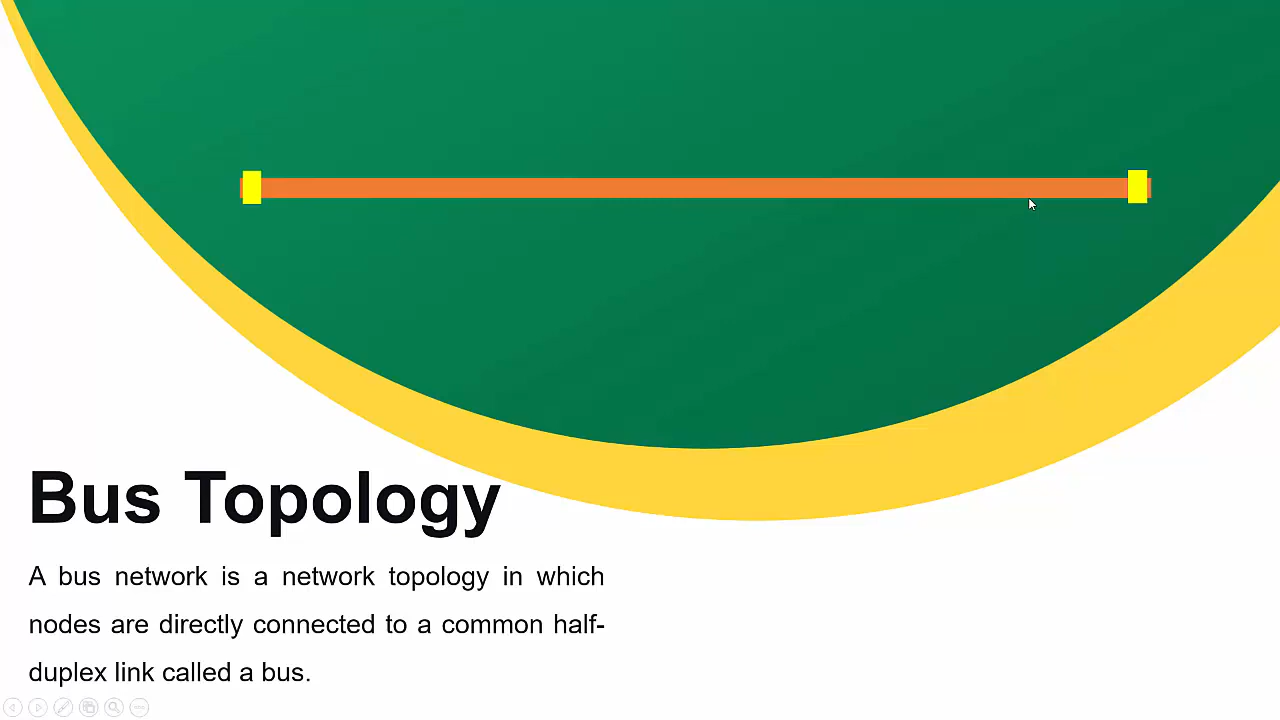 Bus Topology
A bus network is a network topology in which
nodes are directly connected to a common half-
duplex link called a bus.